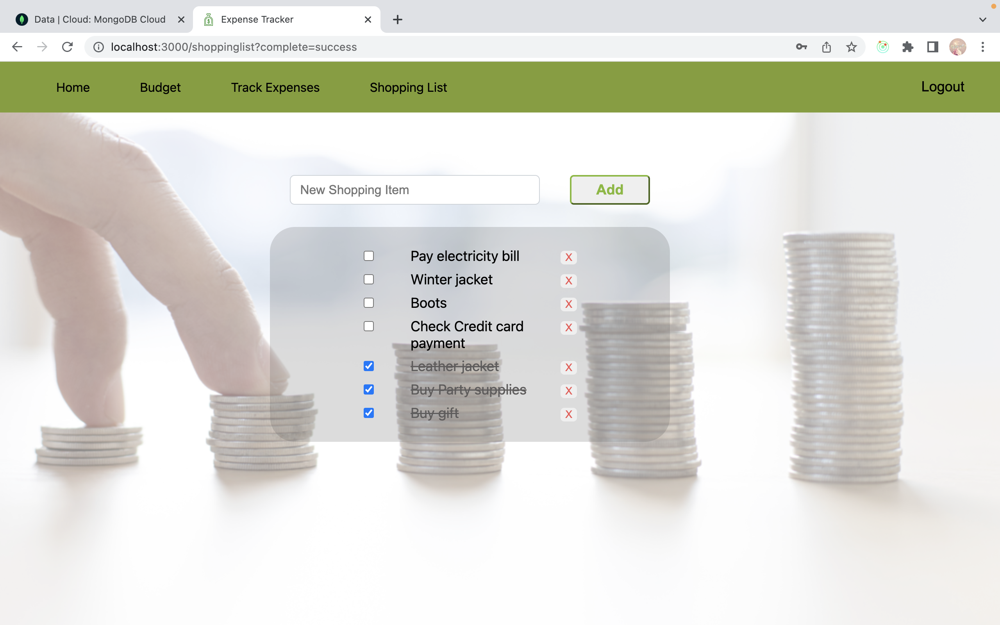 Data | Cloud: MongoDB Cloud
Expense Tracker
localhost:3000/shoppinglist?complete=success
Home Budget Track Expenses Shopping List Logout
New Shopping Item Add
Pay electricity bill X
Winter jacket X
Boots X
Check Credit card X
payment
Leather jacket X
Buy Party supplies X
Buy gift X